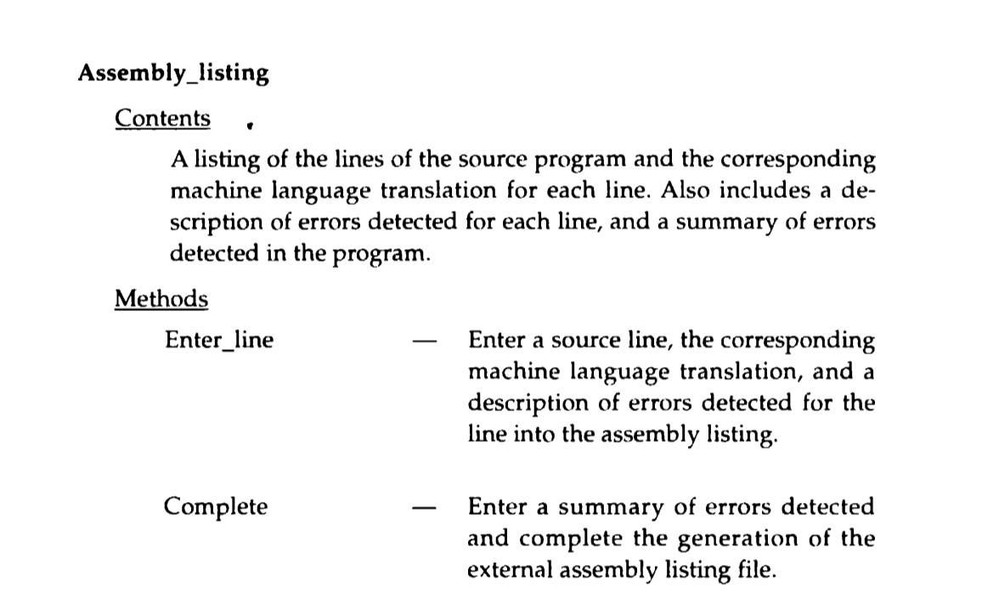 Assembly_listing
Contents
A listing of the lines of the source program and the corresponding
machine language translation for each line. Also includes a de-
scription of errors detected for each line, and a summary of errors
detected in the program.
Methods
Enter_line — Enter a source line, the corresponding
machine language translation, and a
description of errors detected for the
line into the assembly listing.
Complete — Enter a summary of errors detected
and complete the generation of the
external assembly listing file.